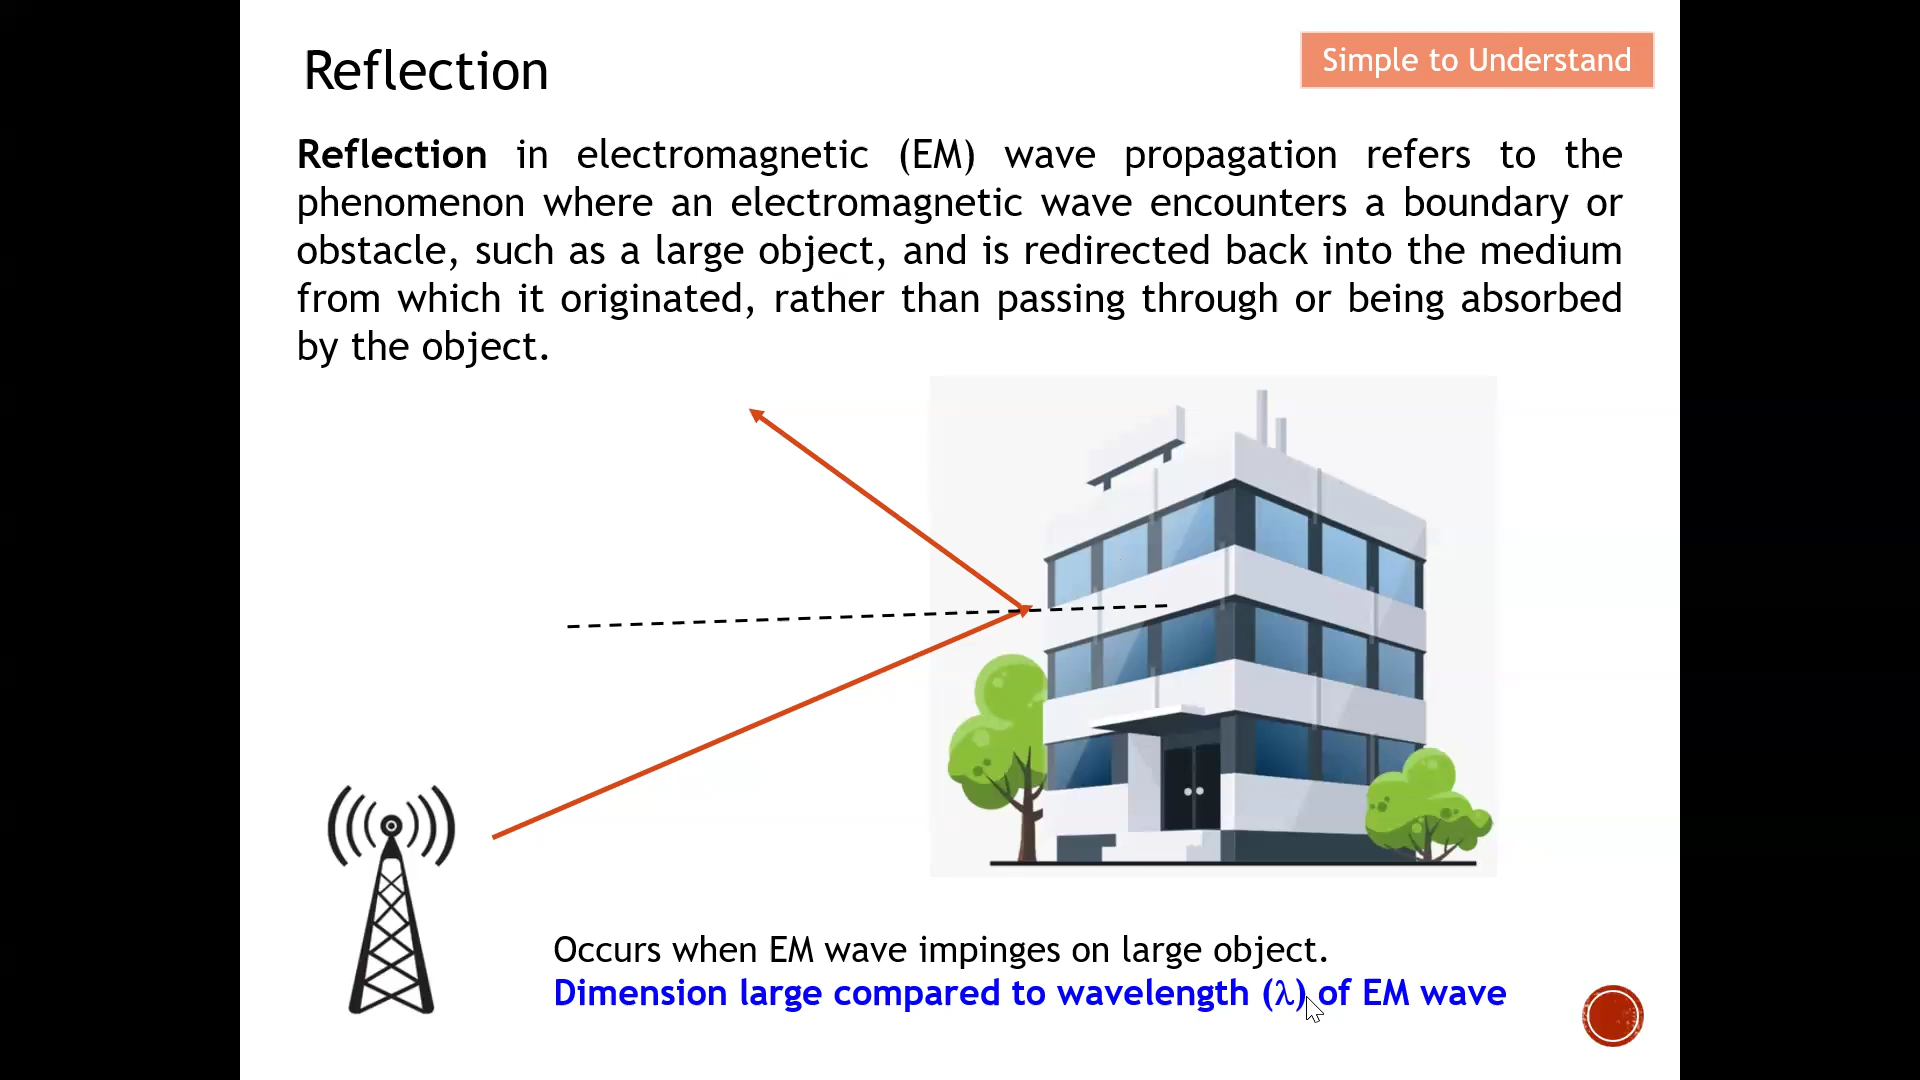 Reflection
Simple to Understand
Reflection in electromagnetic (EM) wave propagation refers to the
phenomenon where an electromagnetic wave encounters a boundary or
obstacle, such as a large object, and is redirected back into the medium
from which it originated, rather than passing through or being absorbed
by the object.
Occurs when EM wave impinges on large object.
Dimension large compared to wavelength (λ) of EM wave